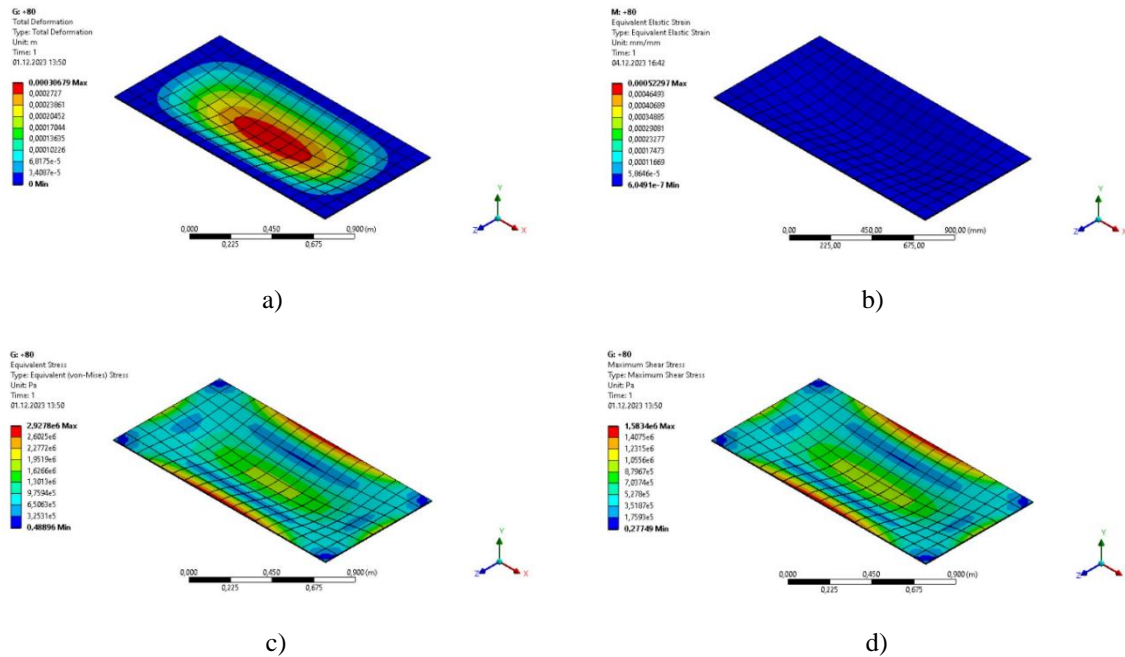 G: +80
Total Deformation
Type: Total Deformation
Unit: m
Time: 1
01.12.2023 13:50
0,00030679 Max
0,0002727
0,00023861
0,00020452
0,00017044
0,00013635
0,00010226
6,8175e-5
3,4087e-5
0 Min
0,000 0,450 0,900 (m)
0,225 0,675
Y
Z X
a)
M: +80
Equivalent Elastic Strain
Type: Equivalent Elastic Strain
Unit: mm/mm
Time: 1
04.12.2023 16:42
0,00052297 Max
0,00046493
0,00040689
0,00034885
0,00029081
0,00023277
0,00017473
0,00011669
5,8646e-5
6,0491e-7 Min
0,00 450,00 900,00 (mm)
225,00 675,00
Y
Z X
b)
G: +80
Equivalent Stress
Type: Equivalent (von-Mises) Stress
Unit: Pa
Time: 1
01.12.2023 13:50
2,9278e6 Max
2,6025e6
2,2772e6
1,9519e6
1,6266e6
1,3013e6
9,7594e5
6,5063e5
3,2531e5
0,48896 Min
0,000 0,450 0,900 (m)
0,225 0,675
Y
Z X
c)
G: +80
Maximum Shear Stress
Type: Maximum Shear Stress
Unit: Pa
Time: 1
01.12.2023 13:50
1,5834e6 Max
1,4075e6
1,2315e6
1,0556e6
8,7967e5
7,0374e5
5,278e5
3,5187e5
1,7593e5
0,27749 Min
0,000 0,450 0,900 (m)
0,225 0,675
Y
Z X
d)